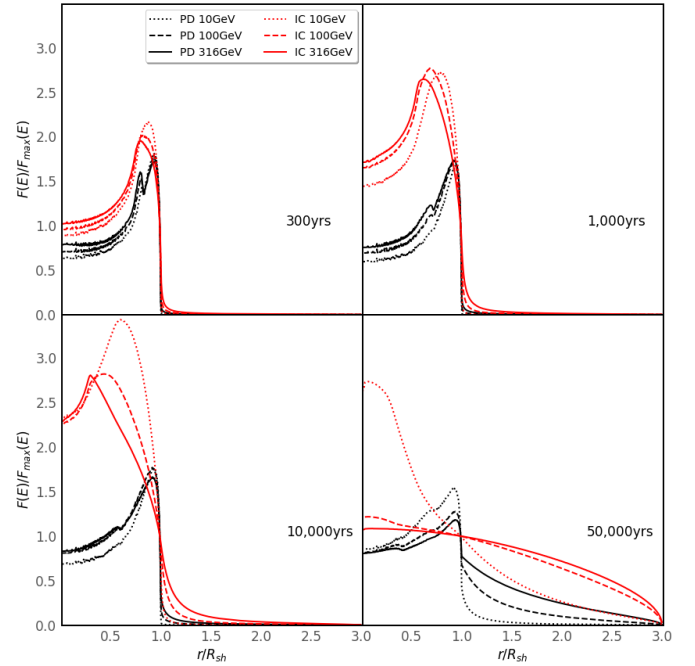 PD 10GeV IC 10GeV
PD 100GeV IC 100GeV
PD 316GeV IC 316GeV
3.0
2.5
2.0
1.5
1.0
0.5
0.0
F(E)/F_max(E)
300yrs
1,000yrs
3.0
2.5
2.0
1.5
1.0
0.5
0.0
F(E)/F_max(E)
10,000yrs
50,000yrs
0.5 1.0 1.5 2.0 2.5 3.0 0.5 1.0 1.5 2.0 2.5 3.0
r/R_sh r/R_sh